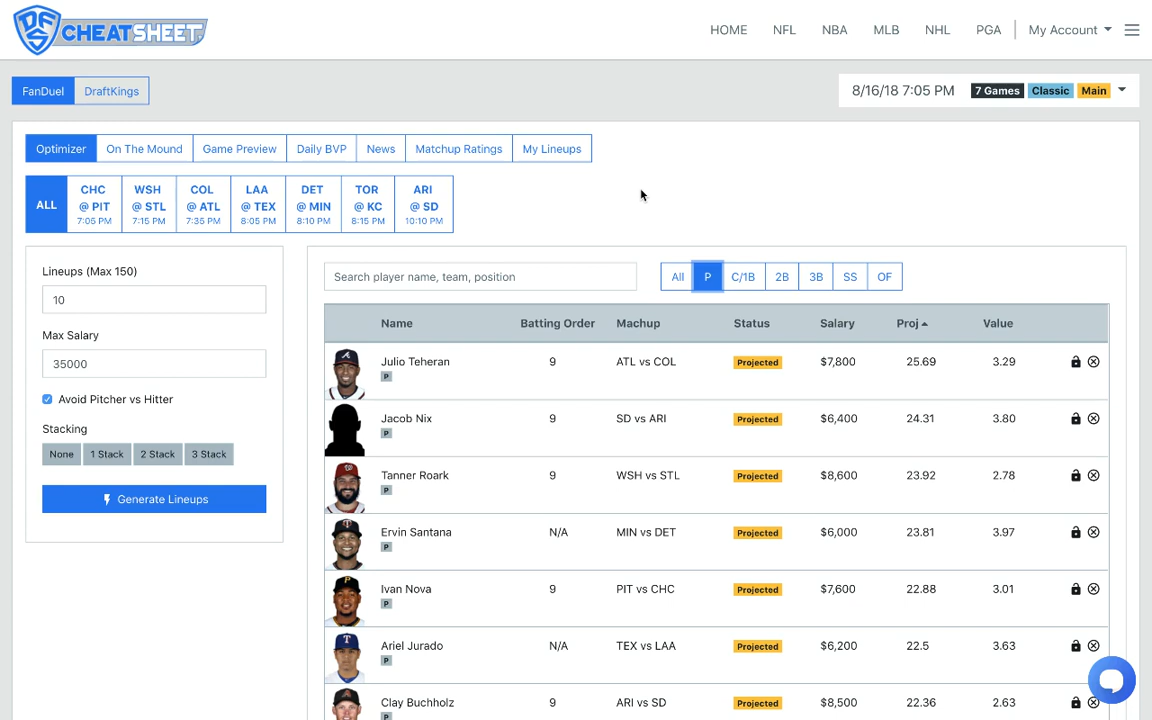 DFS CHEATSHEET
HOME NFL NBA MLB NHL PGA My Account
FanDuel DraftKings
8/16/18 7:05 PM 7 Games Classic Main
Optimizer On The Mound Game Preview Daily BVP News Matchup Ratings My Lineups
ALL
CHC @ PIT 7:05 PM
WSH @ STL 7:15 PM
COL @ ATL 7:35 PM
LAA @ TEX 8:05 PM
DET @ MIN 8:10 PM
TOR @ KC 8:15 PM
ARI @ SD 10:10 PM
Lineups (Max 150)
10
Max Salary
35000
Avoid Pitcher vs Hitter
Stacking
None 1 Stack 2 Stack 3 Stack
Generate Lineups
Search player name, team, position
All P C/1B 2B 3B SS OF
Name Batting Order Machup Status Salary Proj Value
Julio Teheran 9 ATL vs COL Projected $7,800 25.69 3.29
P
Jacob Nix 9 SD vs ARI Projected $6,400 24.31 3.80
P
Tanner Roark 9 WSH vs STL Projected $8,600 23.92 2.78
P
Ervin Santana N/A MIN vs DET Projected $6,000 23.81 3.97
P
Ivan Nova 9 PIT vs CHC Projected $7,600 22.88 3.01
P
Ariel Jurado N/A TEX vs LAA Projected $6,200 22.5 3.63
P
Clay Buchholz 9 ARI vs SD Projected $8,500 22.36 2.63
P